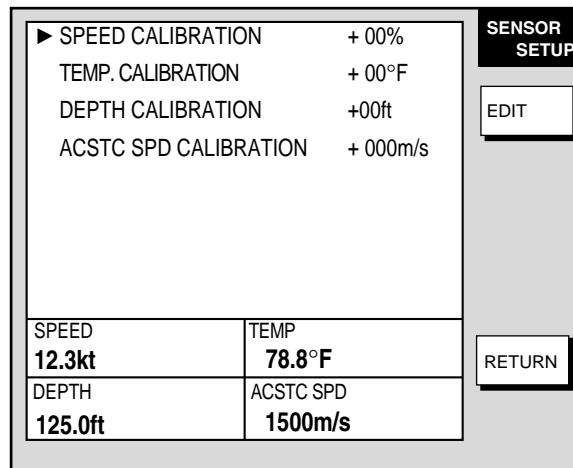 ► SPEED CALIBRATION + 00%
TEMP. CALIBRATION + 00°F
DEPTH CALIBRATION +00ft
ACSTC SPD CALIBRATION + 000m/s
SENSOR
SETUP
EDIT
SPEED TEMP
12.3kt 78.8°F
DEPTH ACSTC SPD
125.0ft 1500m/s
RETURN